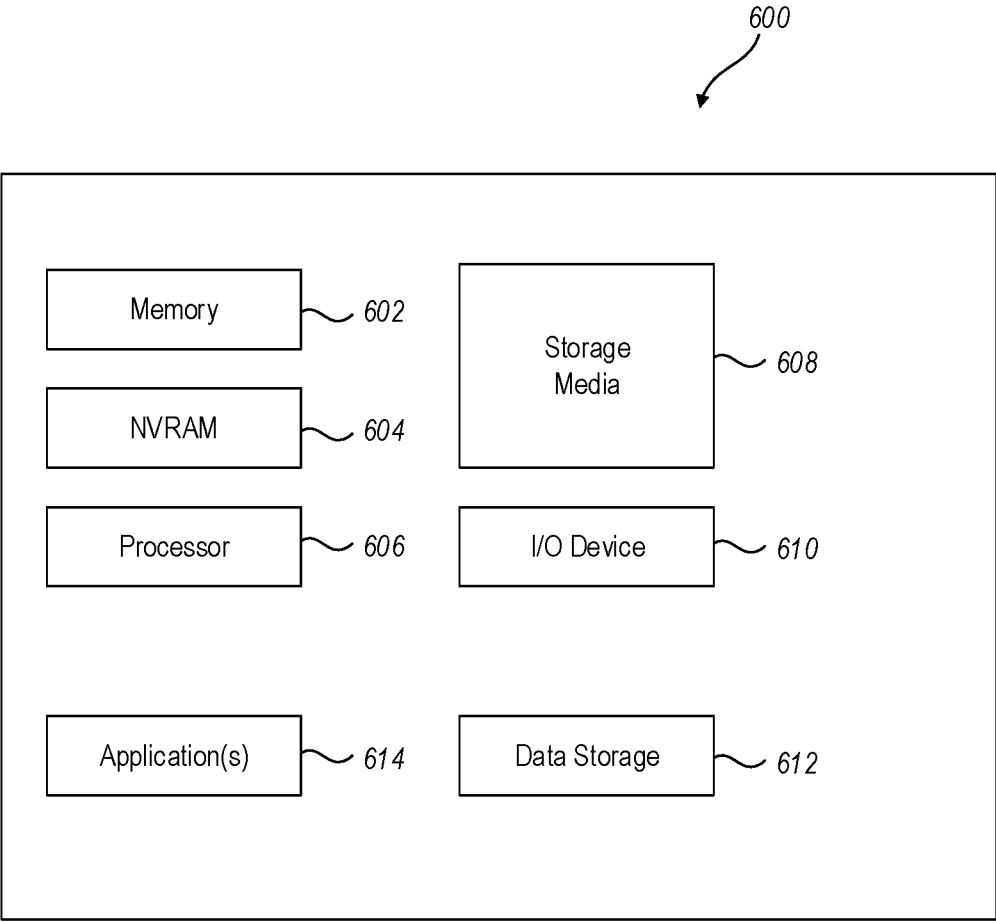 600
Memory
602
NVRAM
604
Processor
606
Storage
Media
608
I/O Device
610
Application(s)
614
Data Storage
612